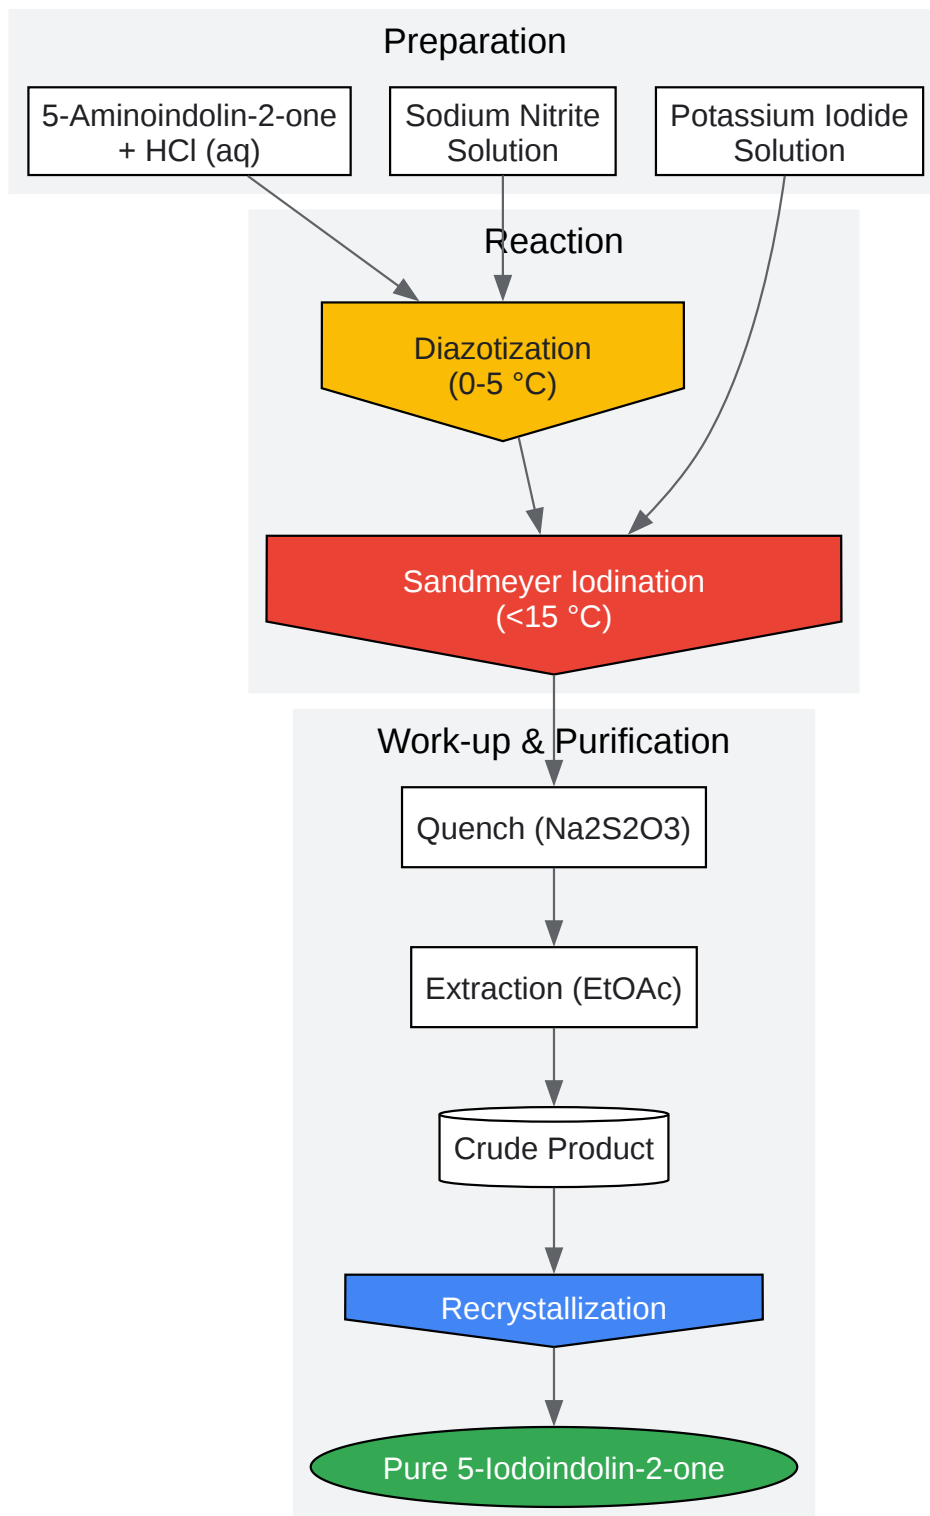 Preparation
5-Aminoindolin-2-one
+ HCl (aq)
Sodium Nitrite
Solution
Potassium Iodide
Solution
Reaction
Diazotization
(0-5 °C)
Sandmeyer Iodination
(<15 °C)
Work-up & Purification
Quench (Na2S2O3)
Extraction (EtOAc)
Crude Product
Recrystallization
Pure 5-Iodoindolin-2-one